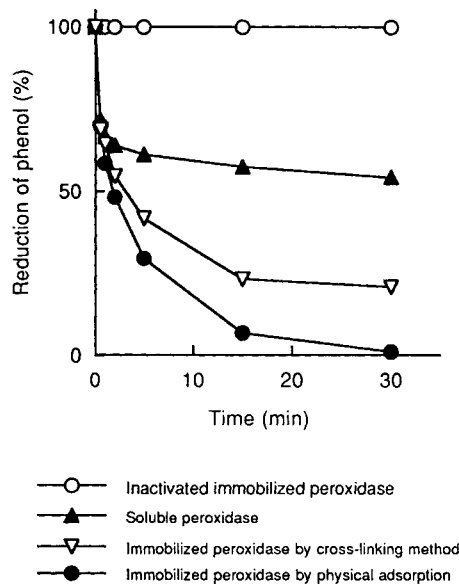 100
50
0
Reduction of phenol (%)
0 10 20 30
Time (min)
Inactivated immobilized peroxidase
Soluble peroxidase
Immobilized peroxidase by cross-linking method
Immobilized peroxidase by physical adsorption